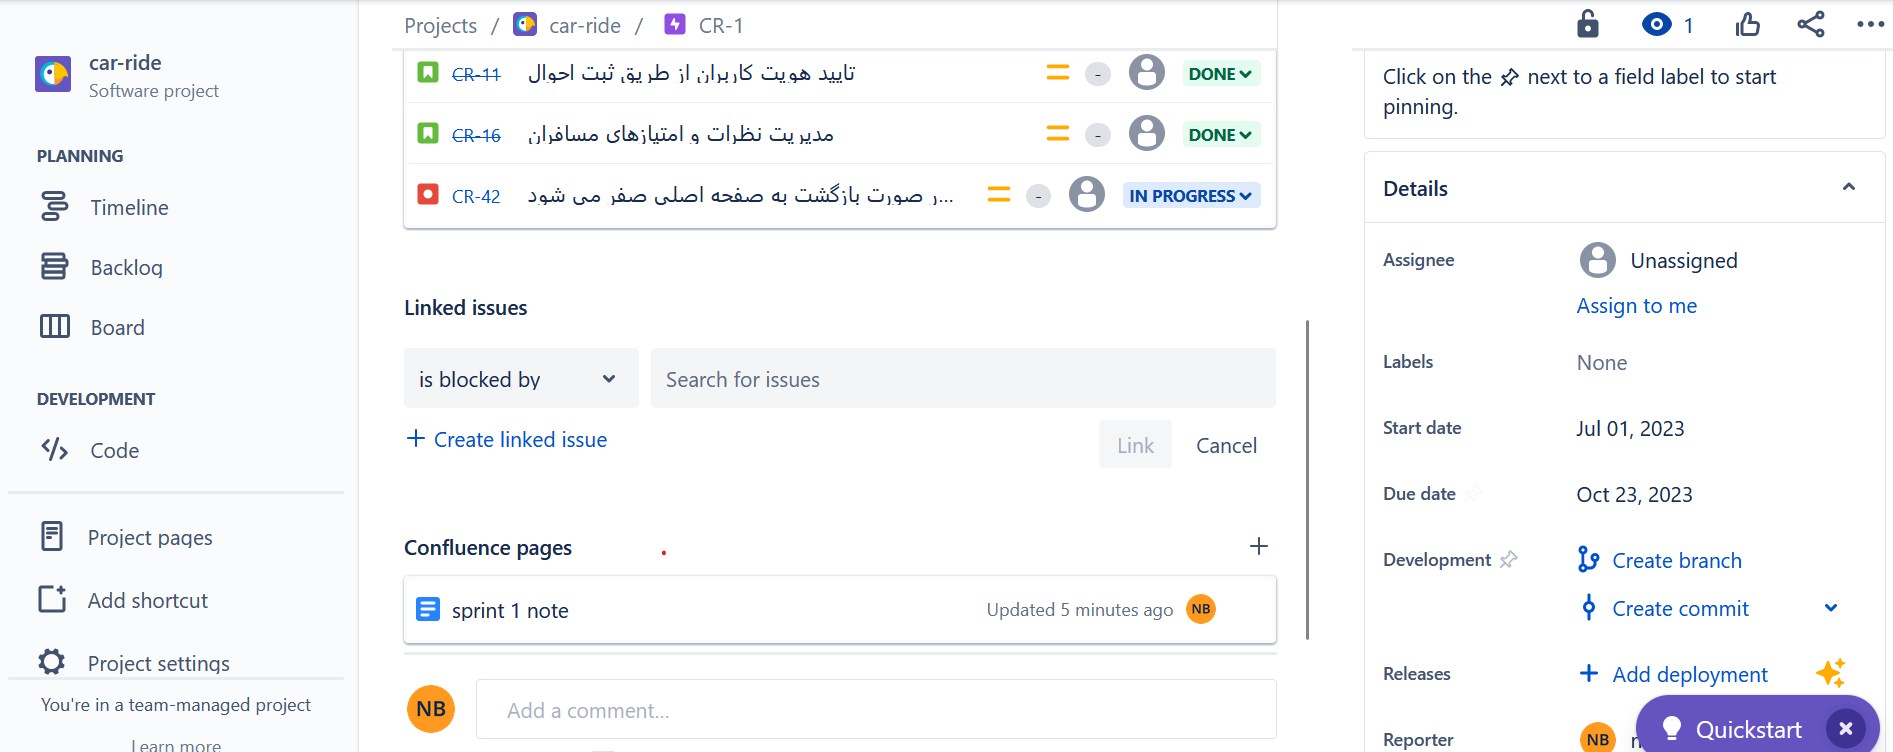 car-ride
Software project
PLANNING
Timeline
Backlog
Board
DEVELOPMENT
Code
Project pages
Add shortcut
Project settings
You're in a team-managed project
Learn more
Projects / car-ride / CR-1
CR-11 تایید هویت کاربران از طریق ثبت احوال - DONE
CR-16 مدیریت نظرات و امتیازهای مسافران - DONE
CR-42 ...ر صورت بازگشت به صفحه اصلی صفر می شود - IN PROGRESS
Linked issues
is blocked by Search for issues
+ Create linked issue Link Cancel
Confluence pages
sprint 1 note Updated 5 minutes ago NB
NB Add a comment...
1
Click on the next to a field label to start
pinning.
Details
Assignee Unassigned
Assign to me
Labels None
Start date Jul 01, 2023
Due date Oct 23, 2023
Development Create branch
Create commit
Releases + Add deployment
Quickstart
Reporter NB